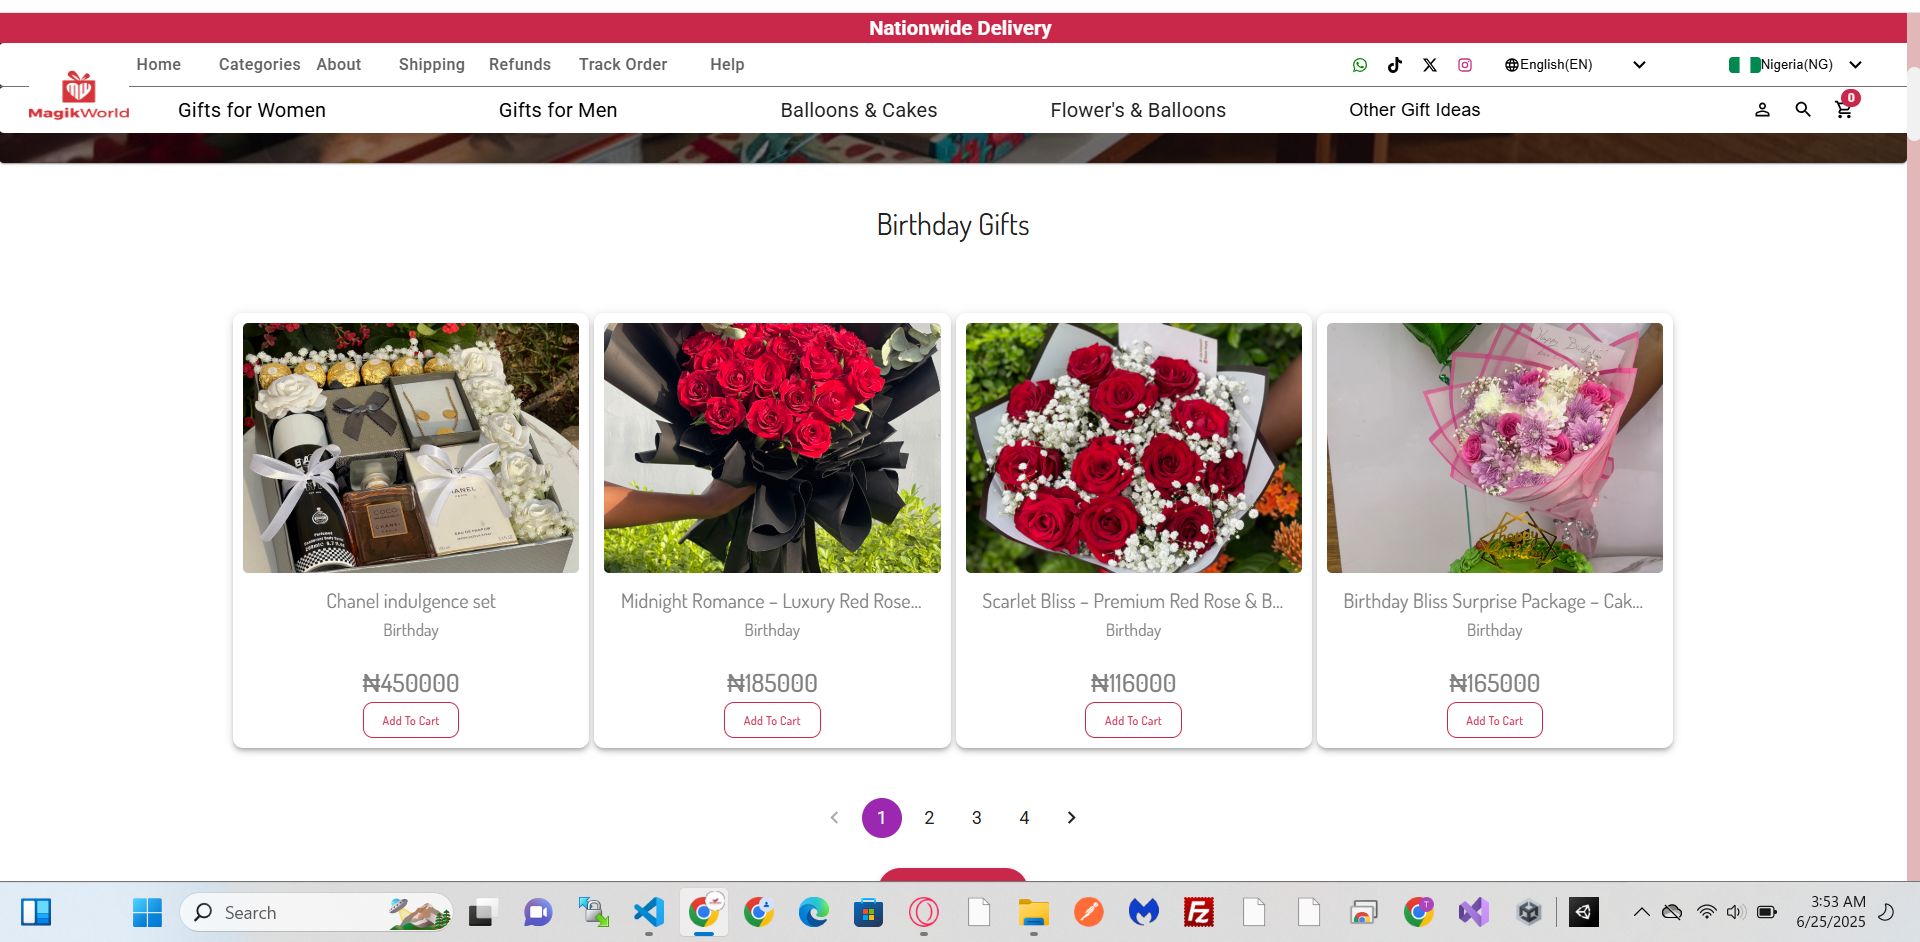 Nationwide Delivery
Home Categories About Shipping Refunds Track Order Help English(EN) Nigeria(NG)
MagikWorld
Gifts for Women Gifts for Men Balloons & Cakes Flower's & Balloons Other Gift Ideas 0
Birthday Gifts
COCO
CHANEL
Happy Birthday
Chanel indulgence set
Birthday
₦450000
Add To Cart
Midnight Romance – Luxury Red Rose...
Birthday
₦185000
Add To Cart
Scarlet Bliss – Premium Red Rose & B...
Birthday
₦116000
Add To Cart
Birthday Bliss Surprise Package – Cak...
Birthday
₦165000
Add To Cart
1 2 3 4
Search
3:53 AM
6/25/2025